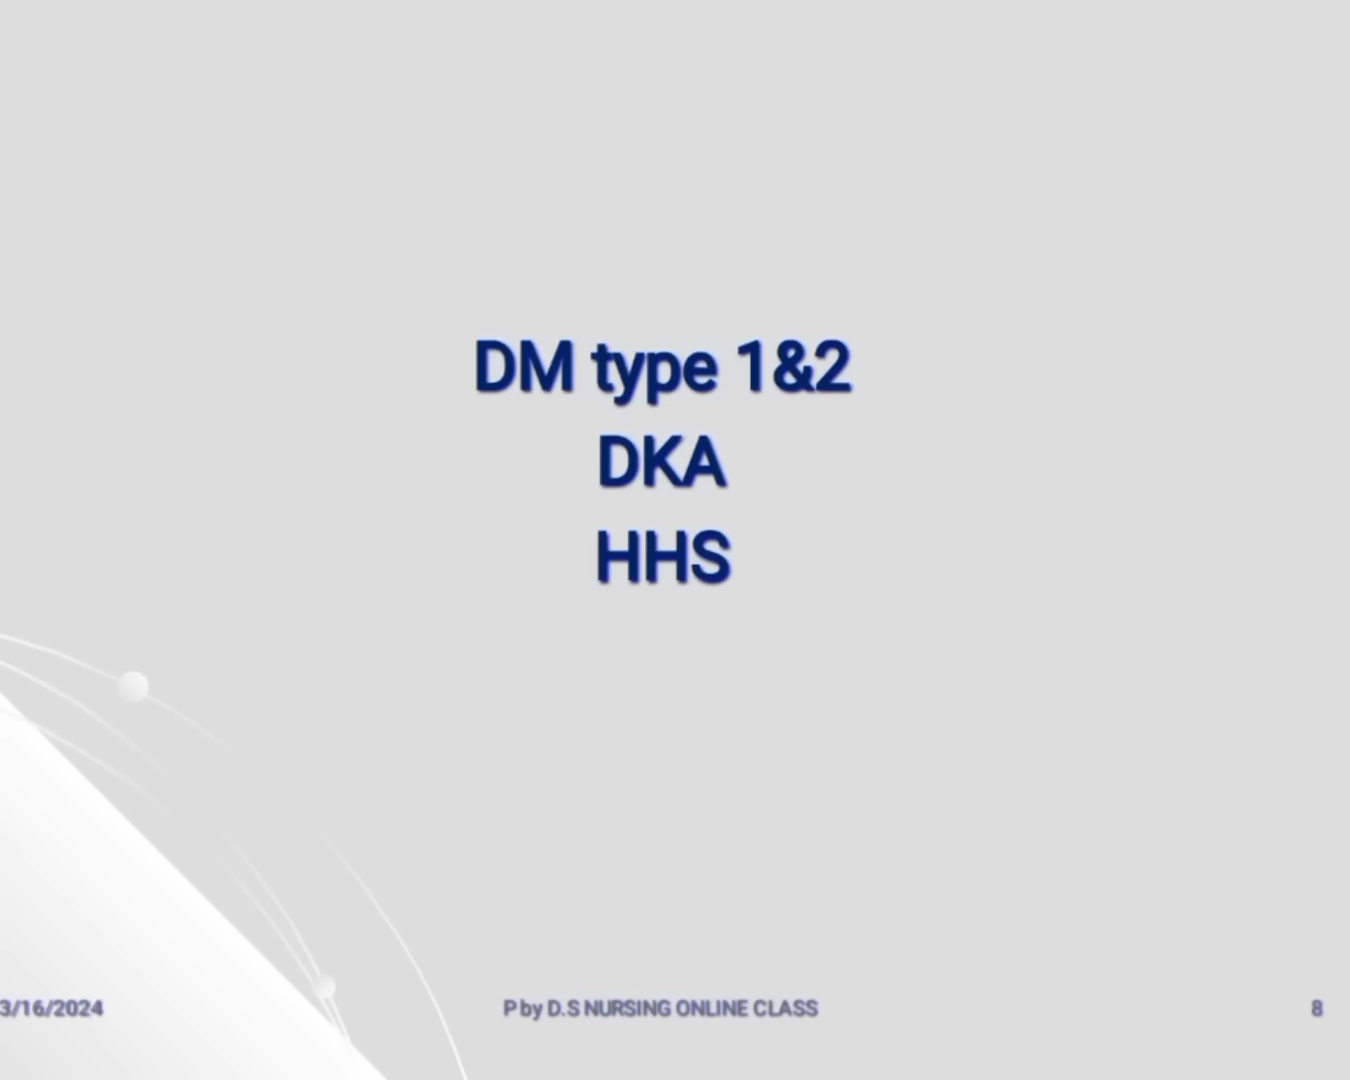 DM type 1&2
DKA
HHS
3/16/2024
P by D.S NURSING ONLINE CLASS
8